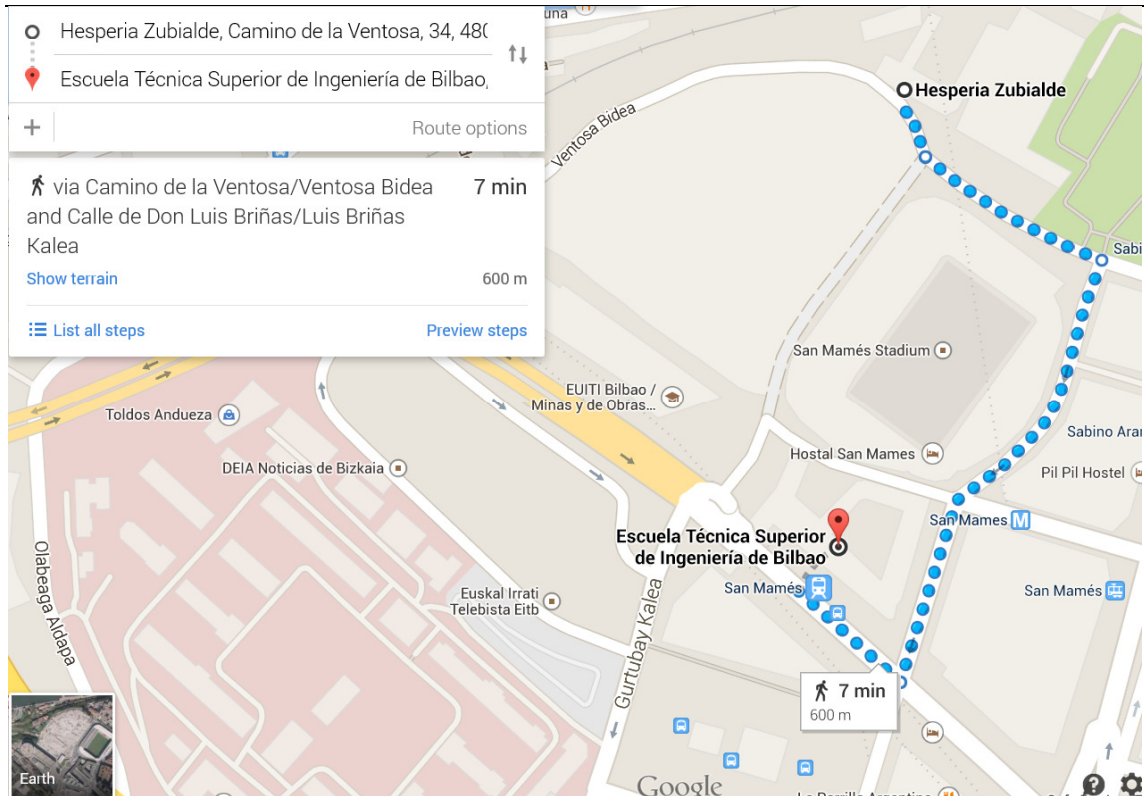 Hesperia Zubialde, Camino de la Ventosa, 34, 480
Escuela Técnica Superior de Ingeniería de Bilbao,
Route options
via Camino de la Ventosa/Ventosa Bidea
and Calle de Don Luis Briñas/Luis Briñas
Kalea
7 min
Show terrain
600 m
List all steps
Preview steps
una
Ventosa Bidea
Hesperia Zubialde
Sabi
San Mamés Stadium
EUITI Bilbao /
Minas y de Obras...
Toldos Andueza
Sabino Aran
Hostal San Mames
DEIA Noticias de Bizkaia
Pil Pil Hostel
San Mames M
Escuela Técnica Superior
de Ingeniería de Bilbao
San Mamés
San Mamés
Euskal Irrati
Telebista Eitb
Olabeaga Aldapa
Gurtubay Kalea
7 min
600 m
Earth
Google
?